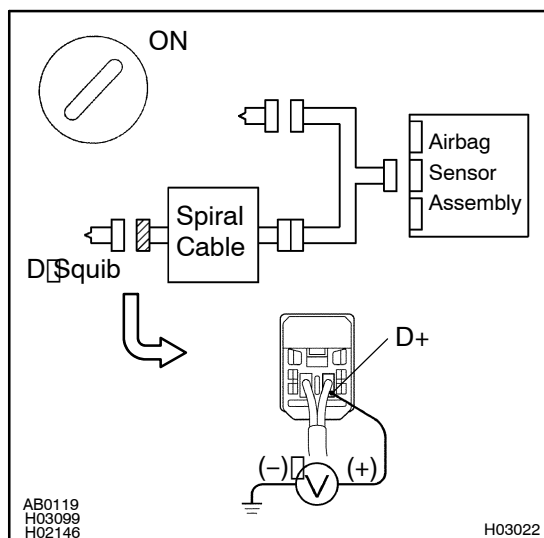 ON
Airbag
Sensor
Assembly
Spiral
Cable
D Squib
D+
(−)
(+)
V
AB0119
H03099
H02146
H03022